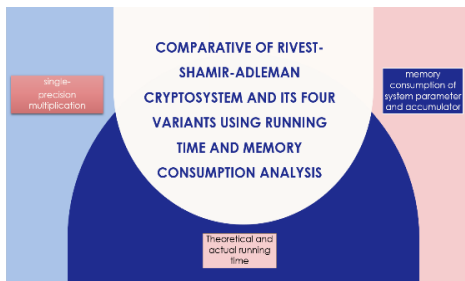 COMPARATIVE OF RIVEST-
SHAMIR-ADLEMAN
CRYPTOSYSTEM AND ITS FOUR
VARIANTS USING RUNNING
TIME AND MEMORY
CONSUMPTION ANALYSIS
single-
precision
multiplication
memory
consumption of
system parameter
and accumulator
Theoretical and
actual running
time